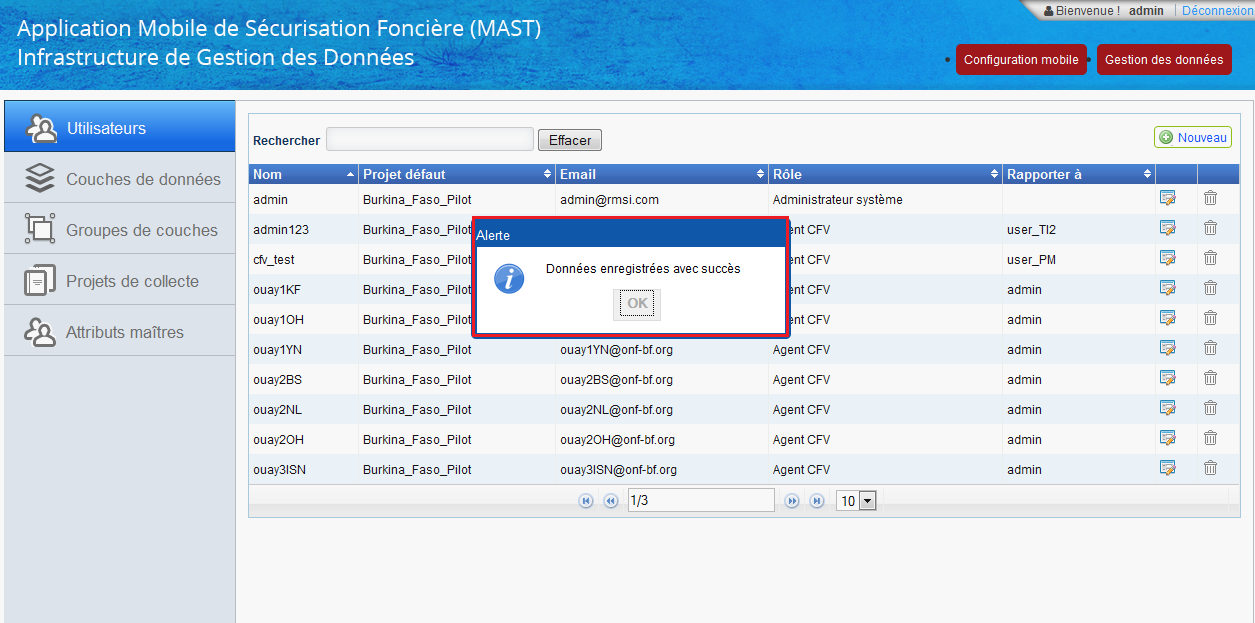 Bienvenue ! admin Déconnexion
Application Mobile de Sécurisation Foncière (MAST)
Infrastructure de Gestion des Données
Configuration mobile Gestion des données
Utilisateurs
Couches de données
Groupes de couches
Projets de collecte
Attributs maîtres
Rechercher Effacer Nouveau
Nom Projet défaut Email Rôle Rapporter à
admin Burkina_Faso_Pilot admin@rmsi.com Administrateur système
admin123 Burkina_Faso_Pilot ent CFV user_TI2
cfv_test Burkina_Faso_Pilot ent CFV user_PM
ouay1KF Burkina_Faso_Pilot ent CFV admin
ouay1OH Burkina_Faso_Pilot ent CFV admin
ouay1YN Burkina_Faso_Pilot ouay1YN@onf-bf.org Agent CFV admin
ouay2BS Burkina_Faso_Pilot ouay2BS@onf-bf.org Agent CFV admin
ouay2NL Burkina_Faso_Pilot ouay2NL@onf-bf.org Agent CFV admin
ouay2OH Burkina_Faso_Pilot ouay2OH@onf-bf.org Agent CFV admin
ouay3ISN Burkina_Faso_Pilot ouay3ISN@onf-bf.org Agent CFV admin
1/3 10
Alerte
Données enregistrées avec succès
OK